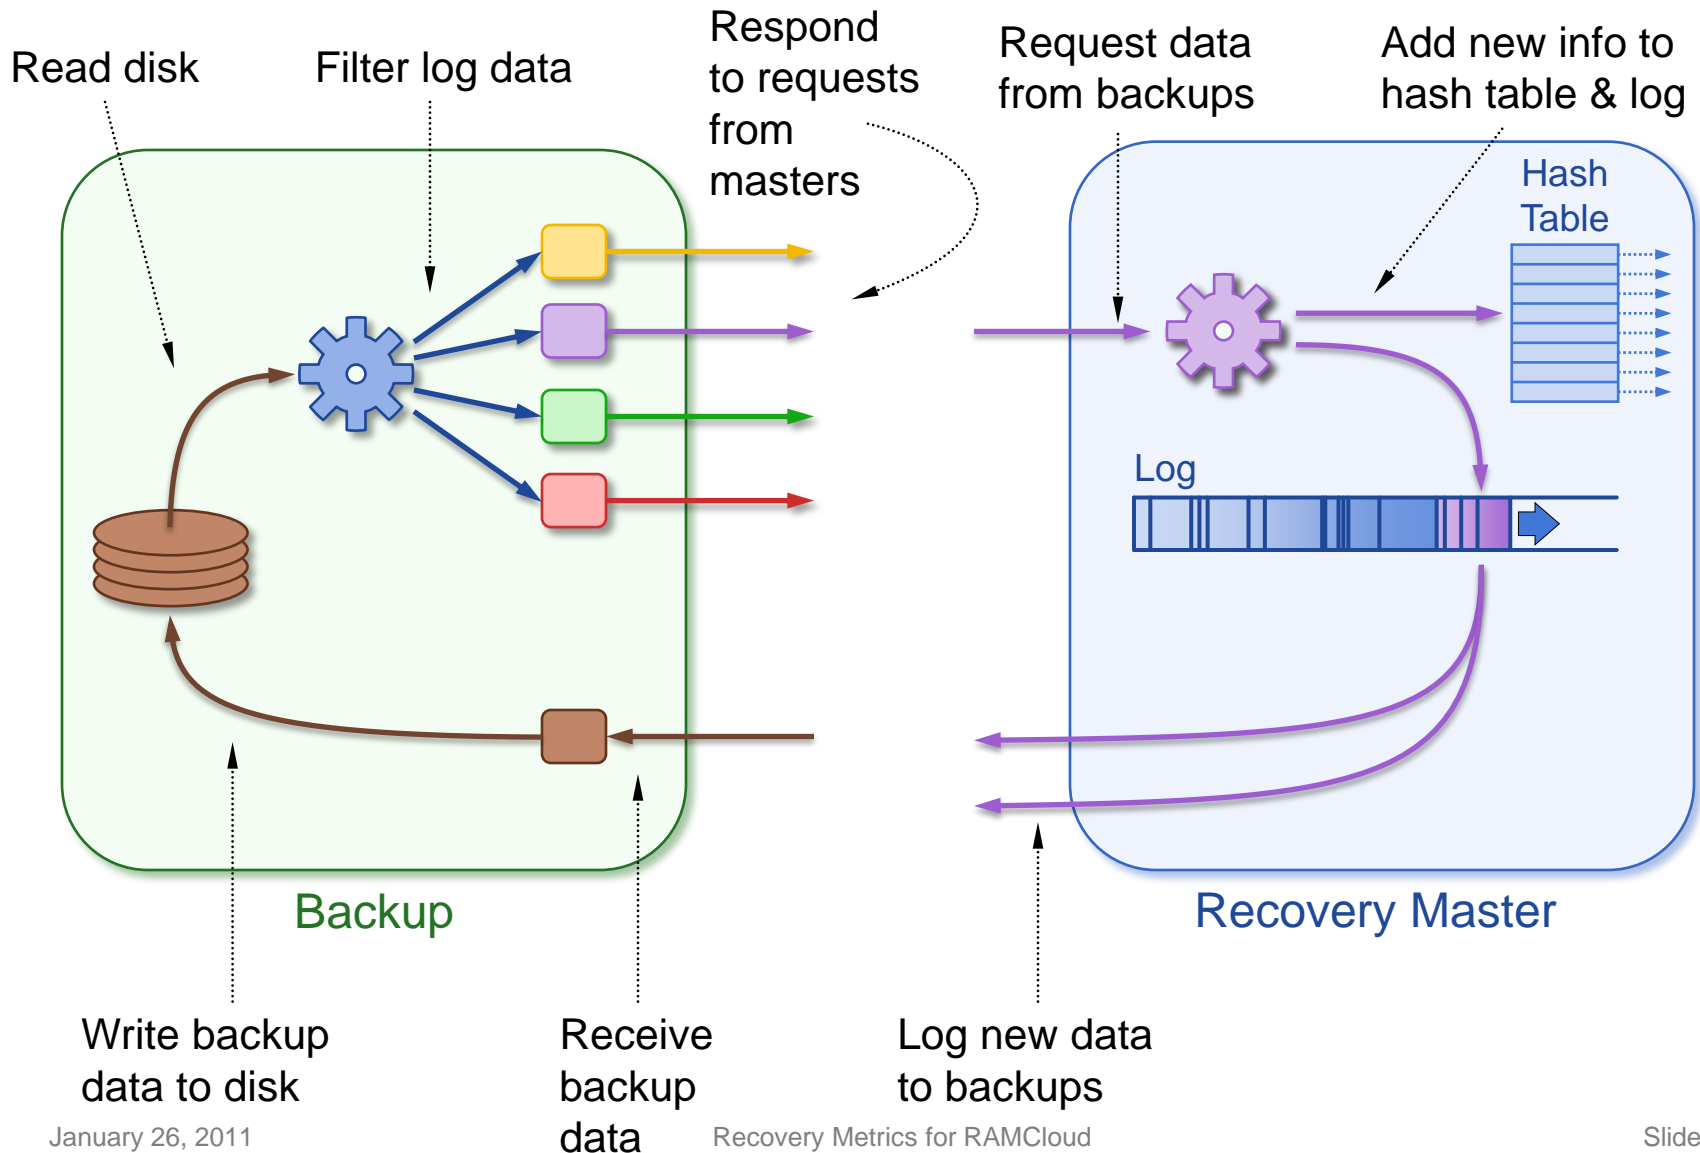 Read disk
Filter log data
Respond
to requests
from
masters
Request data
from backups
Add new info to
hash table & log
Hash
Table
Log
Backup
Recovery Master
Write backup
data to disk
Receive
backup
data
Log new data
to backups
January 26, 2011
Recovery Metrics for RAMCloud
Slide